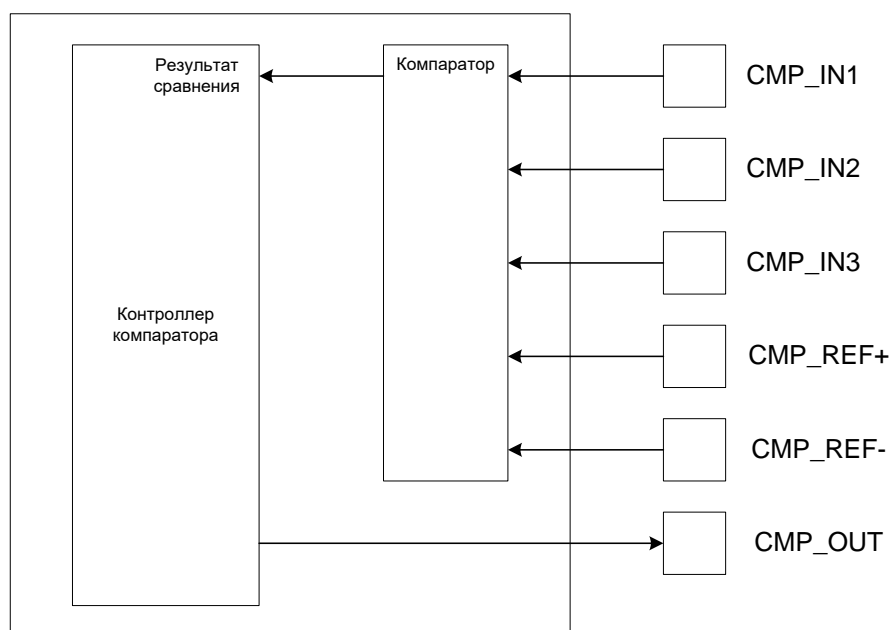 Результат
сравнения
Компаратор
CMP_IN1
CMP_IN2
CMP_IN3
Контроллер
компаратора
CMP_REF+
CMP_REF-
CMP_OUT